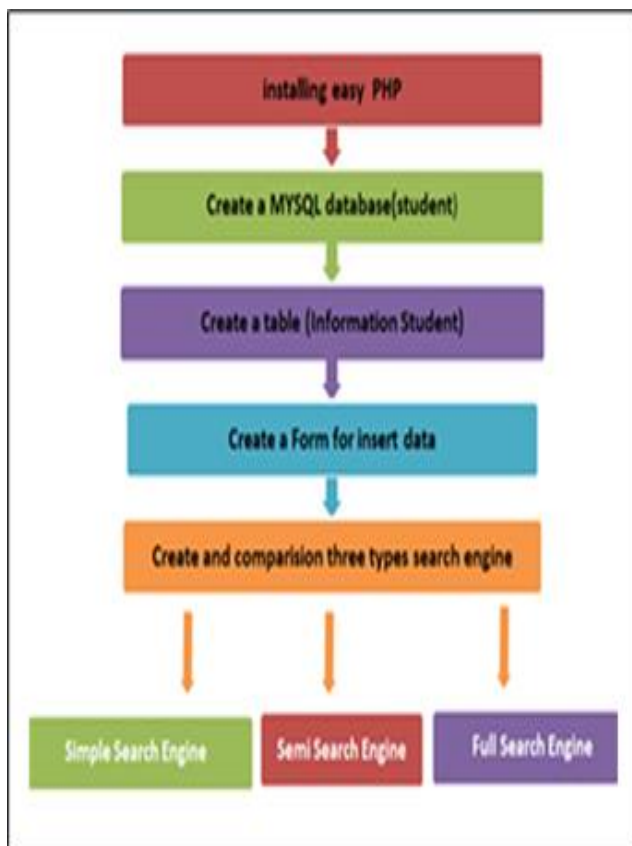 installing easy PHP
Create a MYSQL database(student)
Create a table (Information Student)
Create a Form for insert data
Create and comparision three types search engine
Simple Search Engine
Semi Search Engine
Full Search Engine